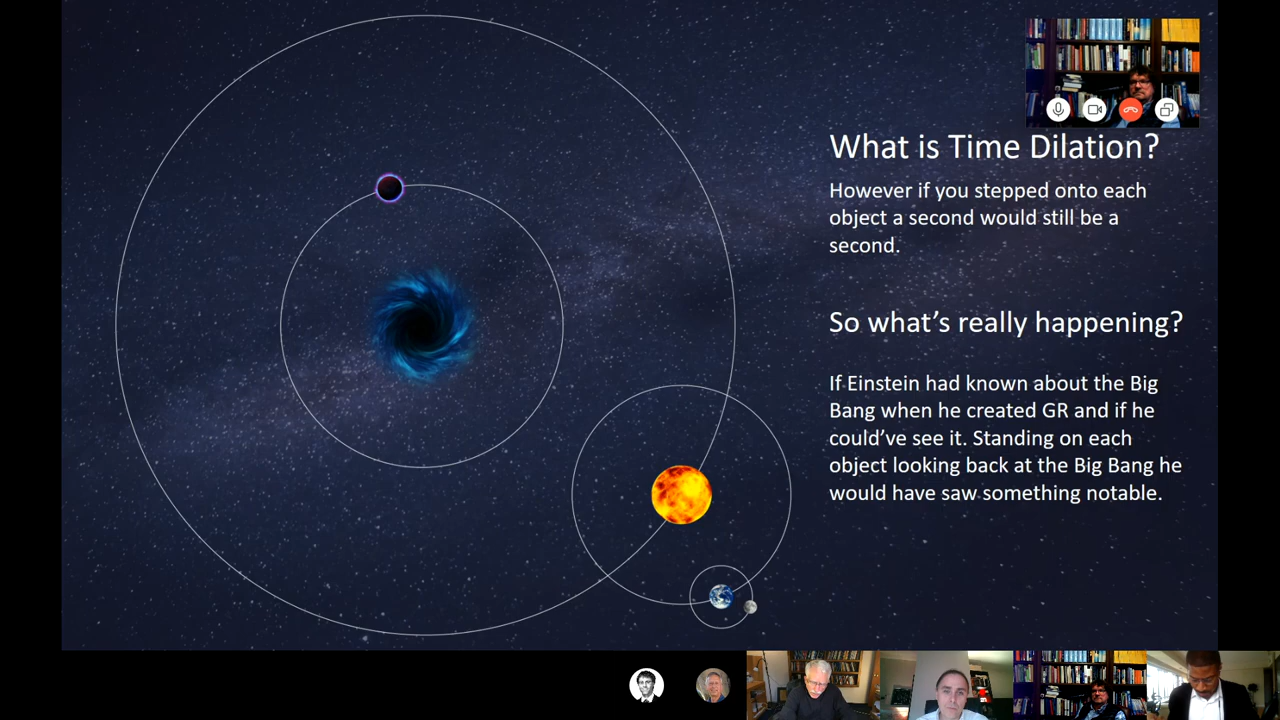 What is Time Dilation?
However if you stepped onto each
object a second would still be a
second.
So what's really happening?
If Einstein had known about the Big
Bang when he created GR and if he
could've see it. Standing on each
object looking back at the Big Bang he
would have saw something notable.